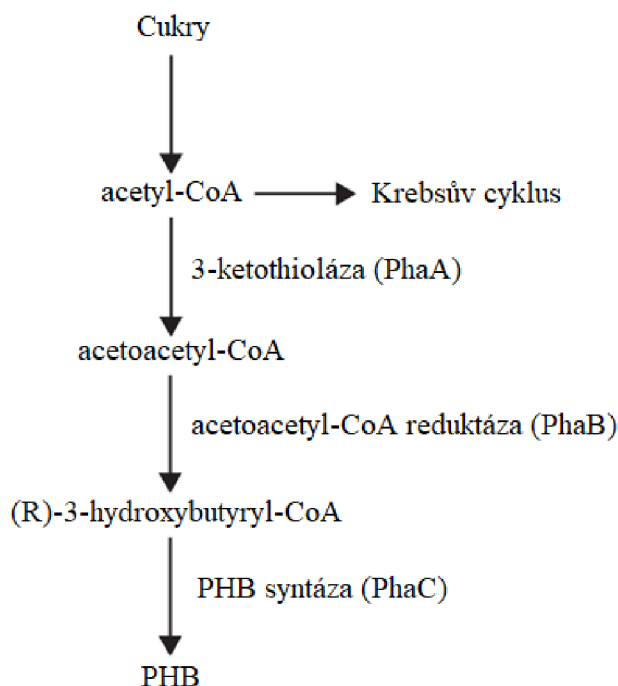 Cukry
acetyl-CoA
Krebsův cyklus
3-ketothioláza (PhaA)
acetoacetyl-CoA
acetoacetyl-CoA reduktáza (PhaB)
(R)-3-hydroxybutyryl-CoA
PHB syntáza (PhaC)
PHB